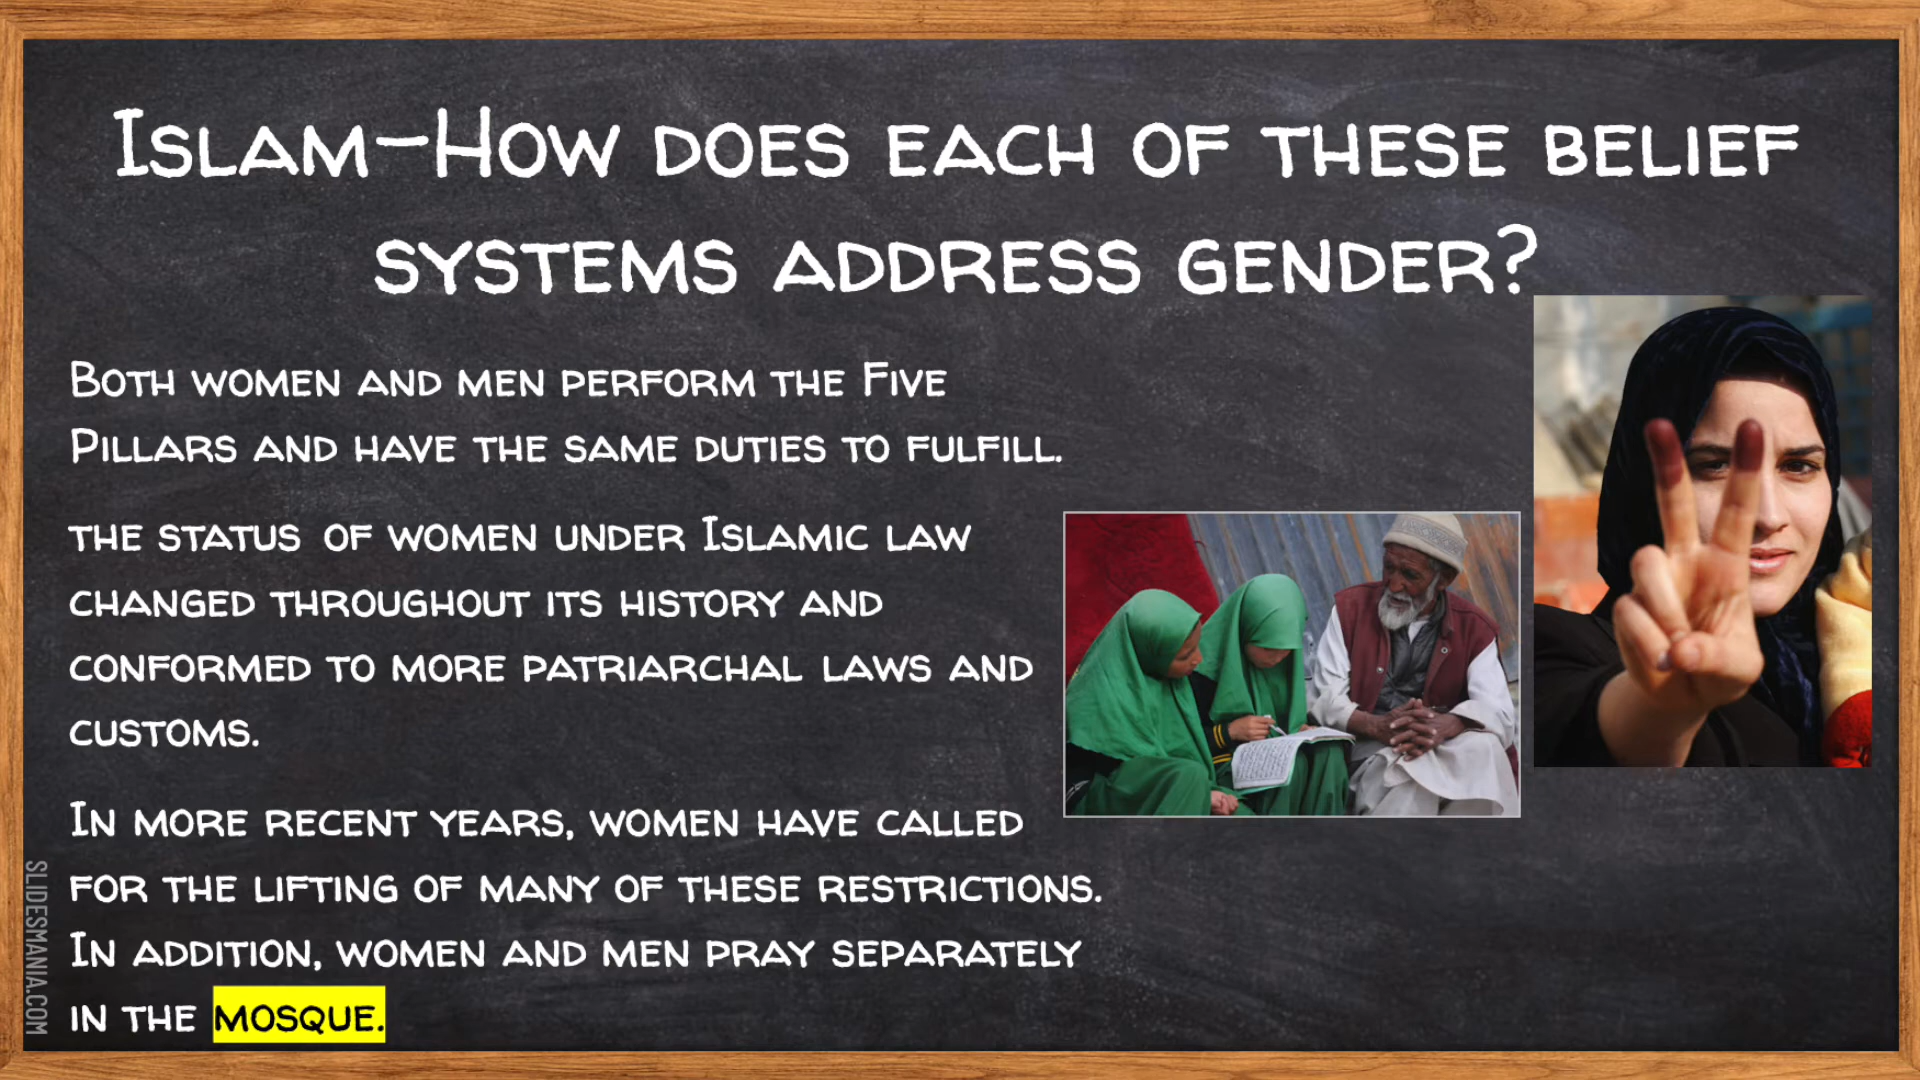 Islam-How does each of these belief
systems address gender?
Both women and men perform the Five
Pillars and have the same duties to fulfill.
the status of women under Islamic law
changed throughout its history and
conformed to more patriarchal laws and
customs.
In more recent years, women have called
for the lifting of many of these restrictions.
In addition, women and men pray separately
in the mosque.
SLIDESMANIA.COM